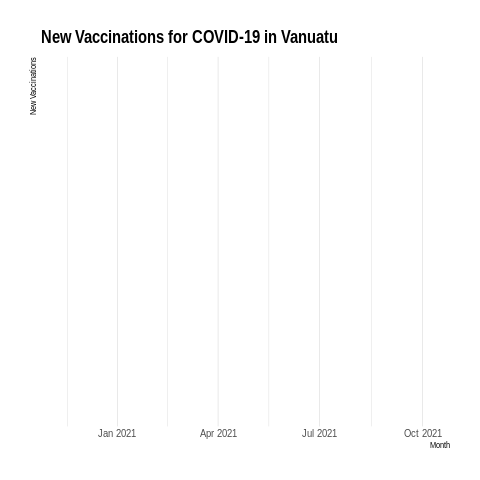 New Vaccinations for COVID-19 in Vanuatu
New Vaccinations
Jan 2021
Apr 2021
Jul 2021
Oct 2021
Month